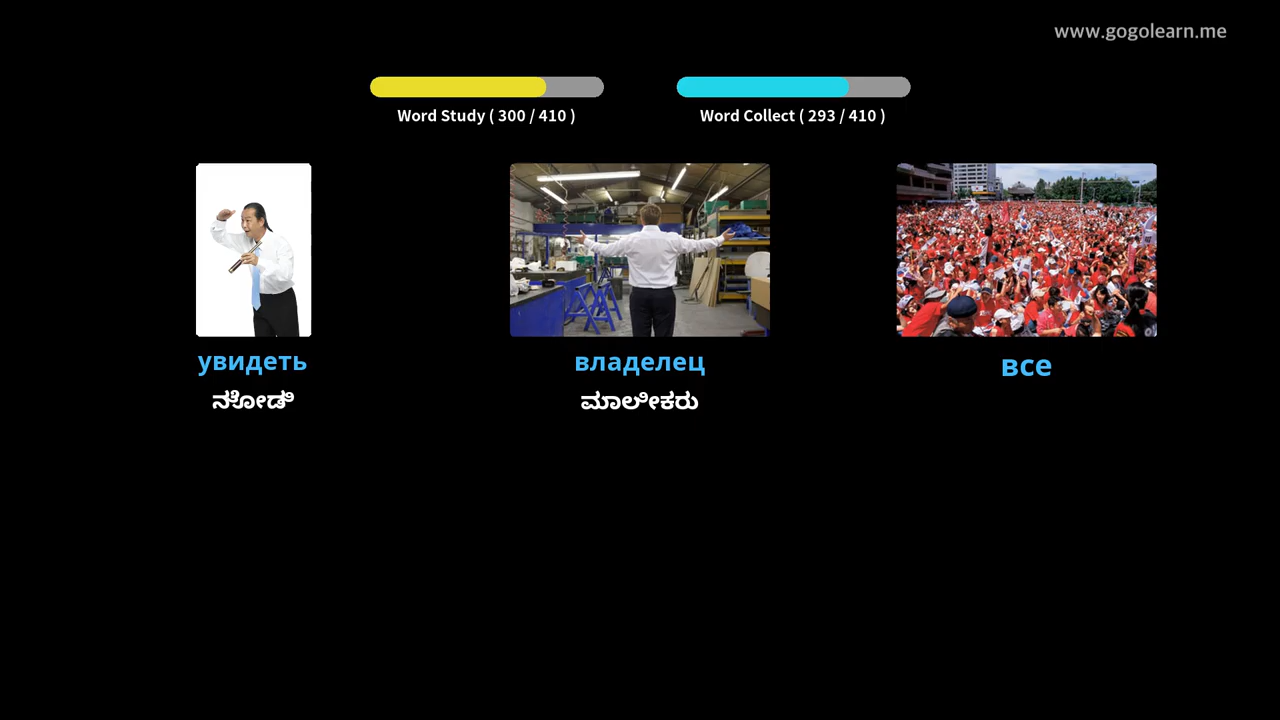 www.gogolearn.me
Word Study ( 300 / 410 )
Word Collect ( 293 / 410 )
увидеть
владелец
все
ನೋಡಿ
ಮಾಲೀಕರು